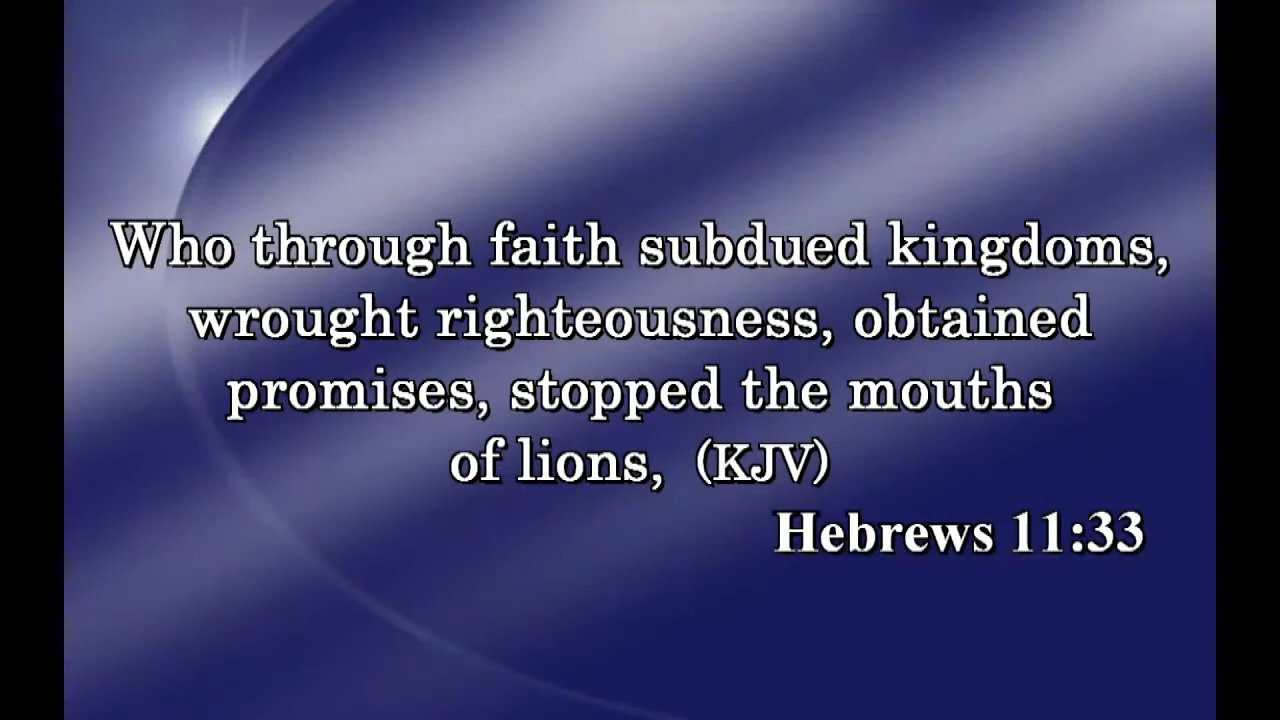 Who through faith subdued kingdoms,
wrought righteousness, obtained
promises, stopped the mouths
of lions,  (KJV)
Hebrews 11:33